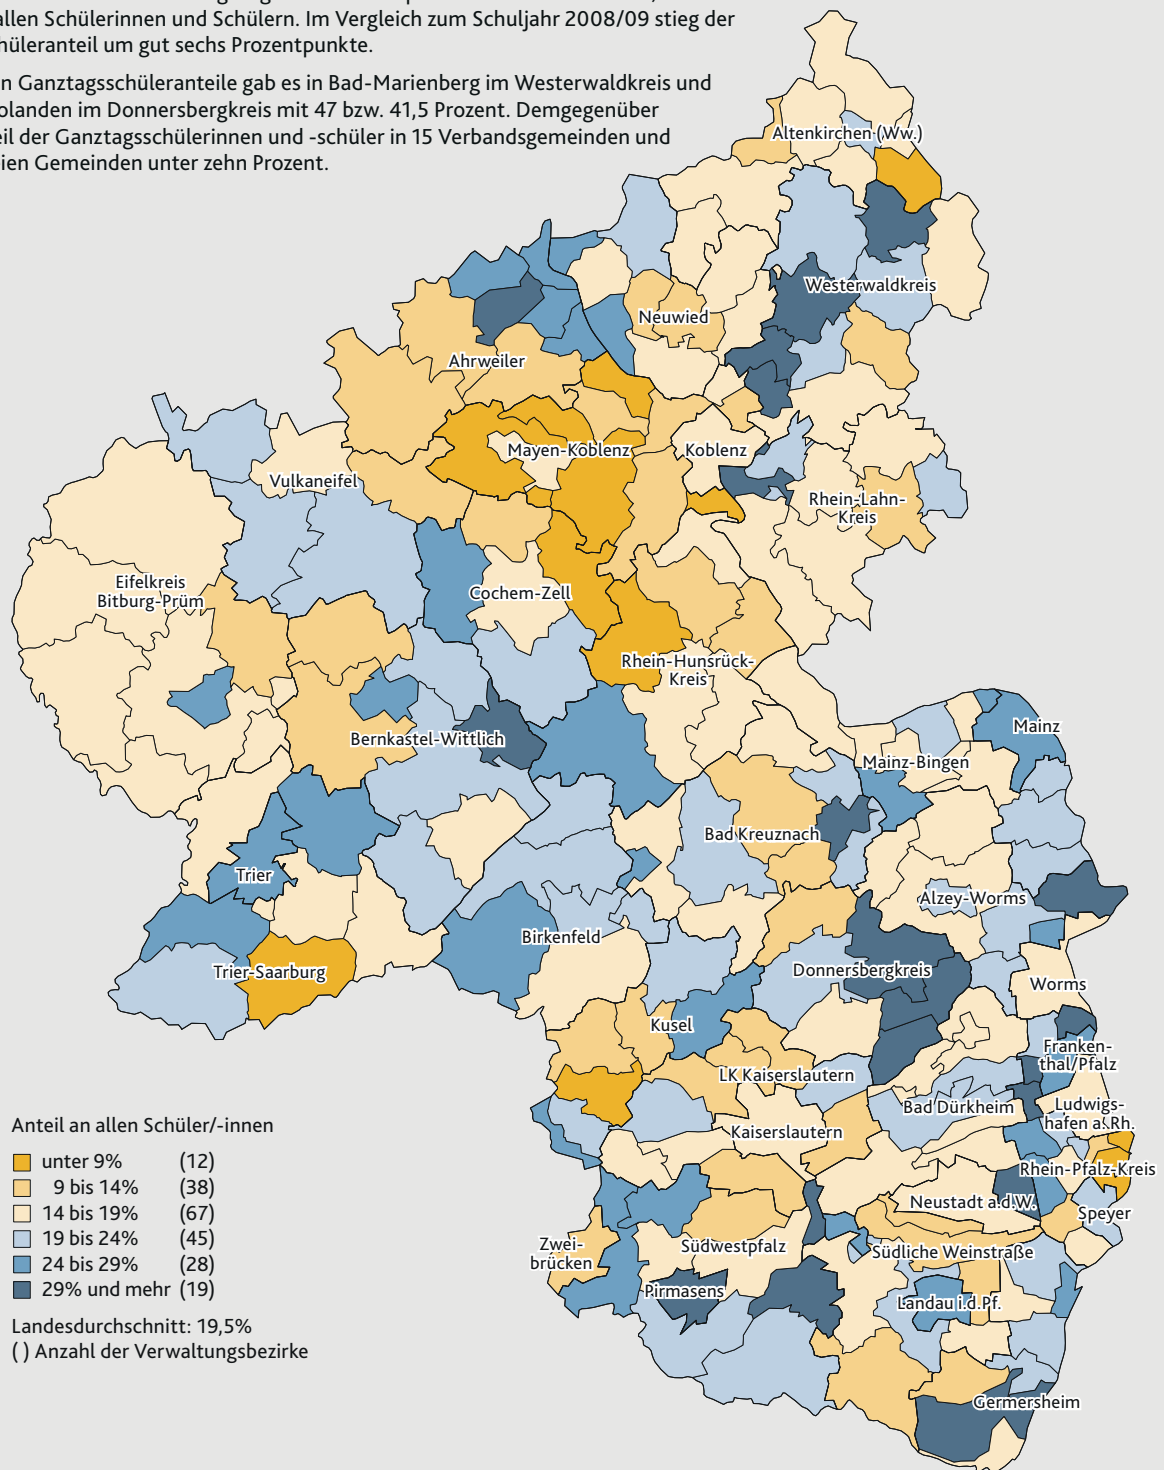 allen Schülerinnen und Schülern. Im Vergleich zum Schuljahr 2008/09 stieg der
hüleranteil um gut sechs Prozentpunkte.
n Ganztagsschüleranteile gab es in Bad-Marienberg im Westerwaldkreis und
olanden im Donnersbergkreis mit 47 bzw. 41,5 Prozent. Demgegenüber
eil der Ganztagsschülerinnen und -schüler in 15 Verbandsgemeinden und
ien Gemeinden unter zehn Prozent.
Altenkirchen (Ww.)
Westerwaldkreis
Neuwied
Ahrweiler
Mayen-Koblenz
Koblenz
Vulkaneifel
Rhein-Lahn-
Kreis
Eifelkreis
Bitburg-Prüm
Cochem-Zell
Rhein-Hunsrück-
Kreis
Mainz
Bernkastel-Wittlich
Mainz-Bingen
Bad Kreuznach
Trier
Alzey-Worms
Birkenfeld
Trier-Saarburg
Donnersbergkreis
Worms
Kusel
Franken-
thal/Pfalz
LK Kaiserslautern
Bad Dürkheim
Ludwigs-
hafen a. Rh.
Kaiserslautern
Rhein-Pfalz-Kreis
Neustadt a.d.W.
Speyer
Zwei-
brücken
Südwestpfalz
Südliche Weinstraße
Pirmasens
Landau i.d.Pf.
Germersheim
Anteil an allen Schüler/-innen
unter 9% (12)
9 bis 14% (38)
14 bis 19% (67)
19 bis 24% (45)
24 bis 29% (28)
29% und mehr (19)
Landesdurchschnitt: 19,5%
( ) Anzahl der Verwaltungsbezirke